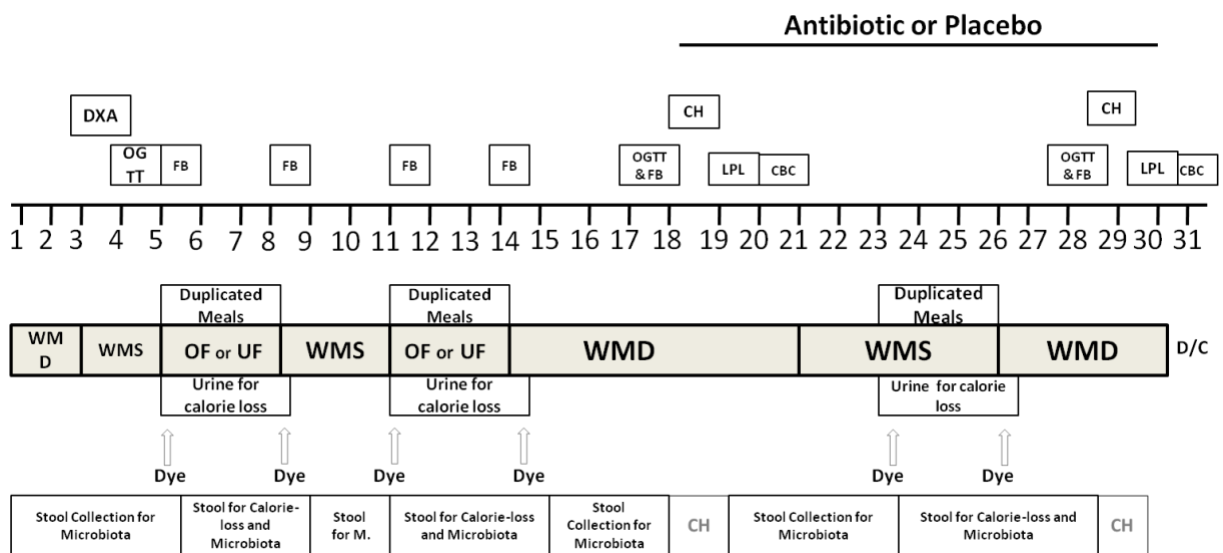 Antibiotic or Placebo
DXA
CH
CH
OG
TT
FB
FB
FB
FB
OGTT
& FB
LPL
CBC
OGTT
& FB
LPL
CBC
1 2 3 4 5 6 7 8 9 10 11 12 13 14 15 16 17 18 19 20 21 22 23 24 25 26 27 28 29 30 31
Duplicated
Meals
Duplicated
Meals
Duplicated
Meals
WM
D
WMS
OF or UF
WMS
OF or UF
WMD
WMS
WMD
D/C
Urine for
calorie loss
Urine for
calorie loss
Urine for calorie
loss
Dye
Dye
Dye
Dye
Dye
Dye
Stool Collection for
Microbiota
Stool for Calorie-
loss and
Microbiota
Stool
for M.
Stool for Calorie-loss
and Microbiota
Stool
Collection for
Microbiota
CH
Stool Collection for
Microbiota
Stool for Calorie-loss and
Microbiota
CH